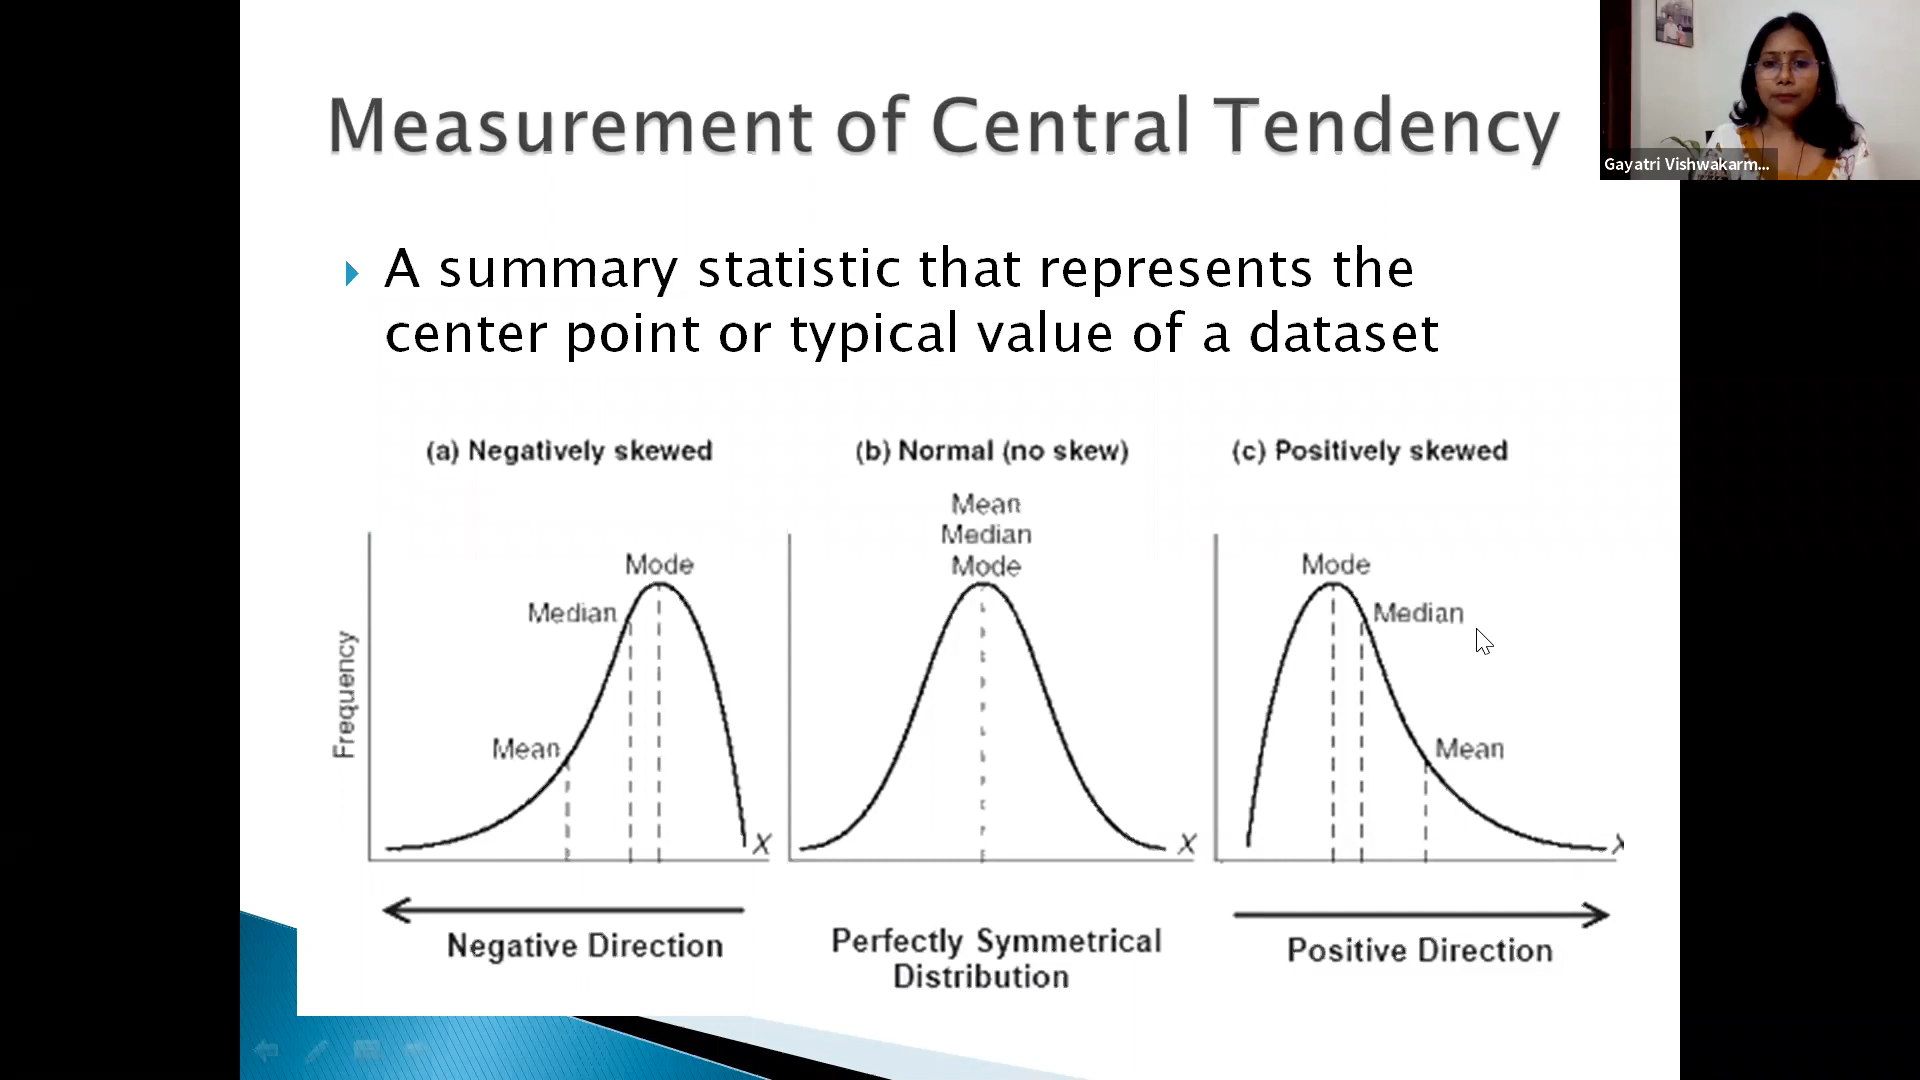 Measurement of Central Tendency
Gayatri Vishwakarm...
A summary statistic that represents the
center point or typical value of a dataset
(a) Negatively skewed
(b) Normal (no skew)
(c) Positively skewed
Mean
Median
Mode
Mode
Mode
Median
Median
Frequency
Mean
Mean
X
X
X
Negative Direction
Perfectly Symmetrical
Distribution
Positive Direction